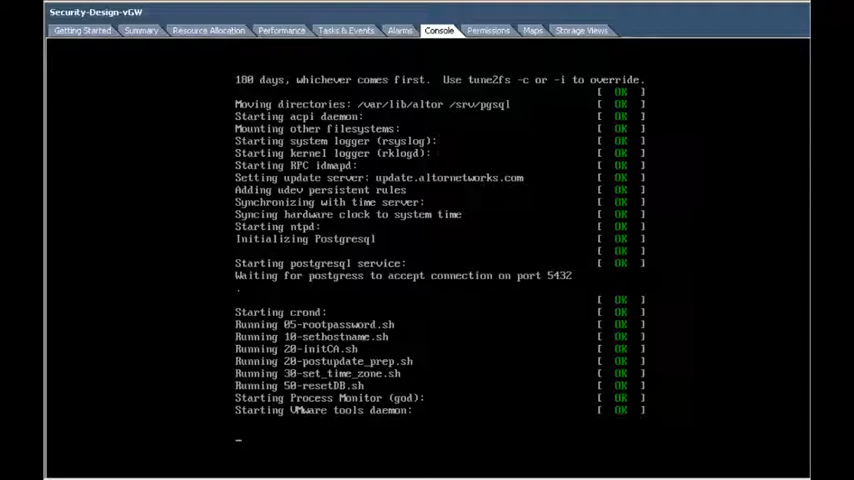 Security-Design-vGW
Getting Started Summary Resource Allocation Performance Tasks & Events Alarms Console Permissions Maps Storage Views
180 days, whichever comes first.  Use tune2fs -c or -i to override.
[ OK ]
Moving directories: /var/lib/altor /srv/pgsql [ OK ]
Starting acpi daemon: [ OK ]
Mounting other filesystems: [ OK ]
Starting system logger (rsyslog): [ OK ]
Starting kernel logger (rklogd): [ OK ]
Starting RPC idmapd: [ OK ]
Setting update server: update.altornetworks.com [ OK ]
Adding udev persistent rules [ OK ]
Synchronizing with time server: [ OK ]
Syncing hardware clock to system time [ OK ]
Starting ntpd: [ OK ]
Initializing Postgresql [ OK ]
[ OK ]
Starting postgresql service: [ OK ]
Waiting for postgress to accept connection on port 5432
.
[ OK ]
Starting crond: [ OK ]
Running 05-rootpassword.sh [ OK ]
Running 10-sethostname.sh [ OK ]
Running 20-initCA.sh [ OK ]
Running 20-postupdate_prep.sh [ OK ]
Running 30-set_time_zone.sh [ OK ]
Running 50-resetDB.sh [ OK ]
Starting Process Monitor (god): [ OK ]
Starting VMware tools daemon: [ OK ]
_